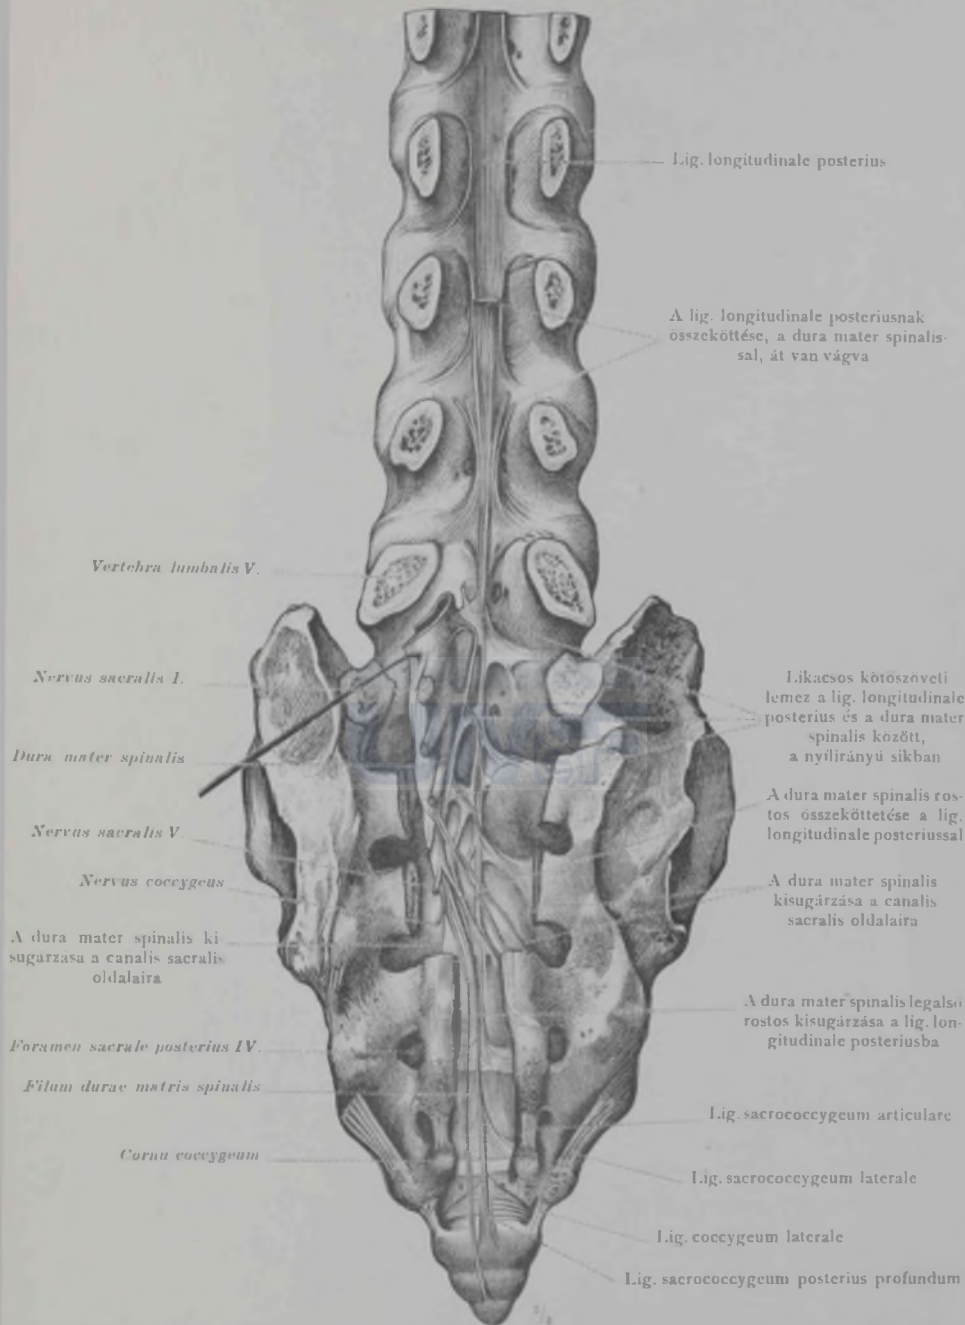 Lig. longitudinale posterius
A lig. longitudinale posteriusnak
összeköttése, a dura mater spinalis-
sal, át van vágva
Vertebra lumbalis V.
Nervus sacralis I.
Likacsos kötőszöveti
lemez a lig. longitudinale
posterius és a dura mater
spinalis között,
a nyílirányú sikban
Dura mater spinalis
A dura mater spinalis ros-
tos összeköttetése a lig.
longitudinale posteriussal
Nervus sacralis V.
Nervus coccygeus
A dura mater spinalis
kisugárzása a canalis
sacralis oldalaira
A dura mater spinalis ki
sugárzása a canalis sacralis
oldalaira
A dura mater spinalis legalsó
rostos kisugárzása a lig. lon-
gitudinale posteriusba
Foramen sacrale posterius IV.
Filum durae matris spinalis
Lig. sacrococcygeum articulare
Cornu coccygeum
Lig. sacrococcygeum laterale
Lig. coccygeum laterale
Lig. sacrococcygeum posterius profundum